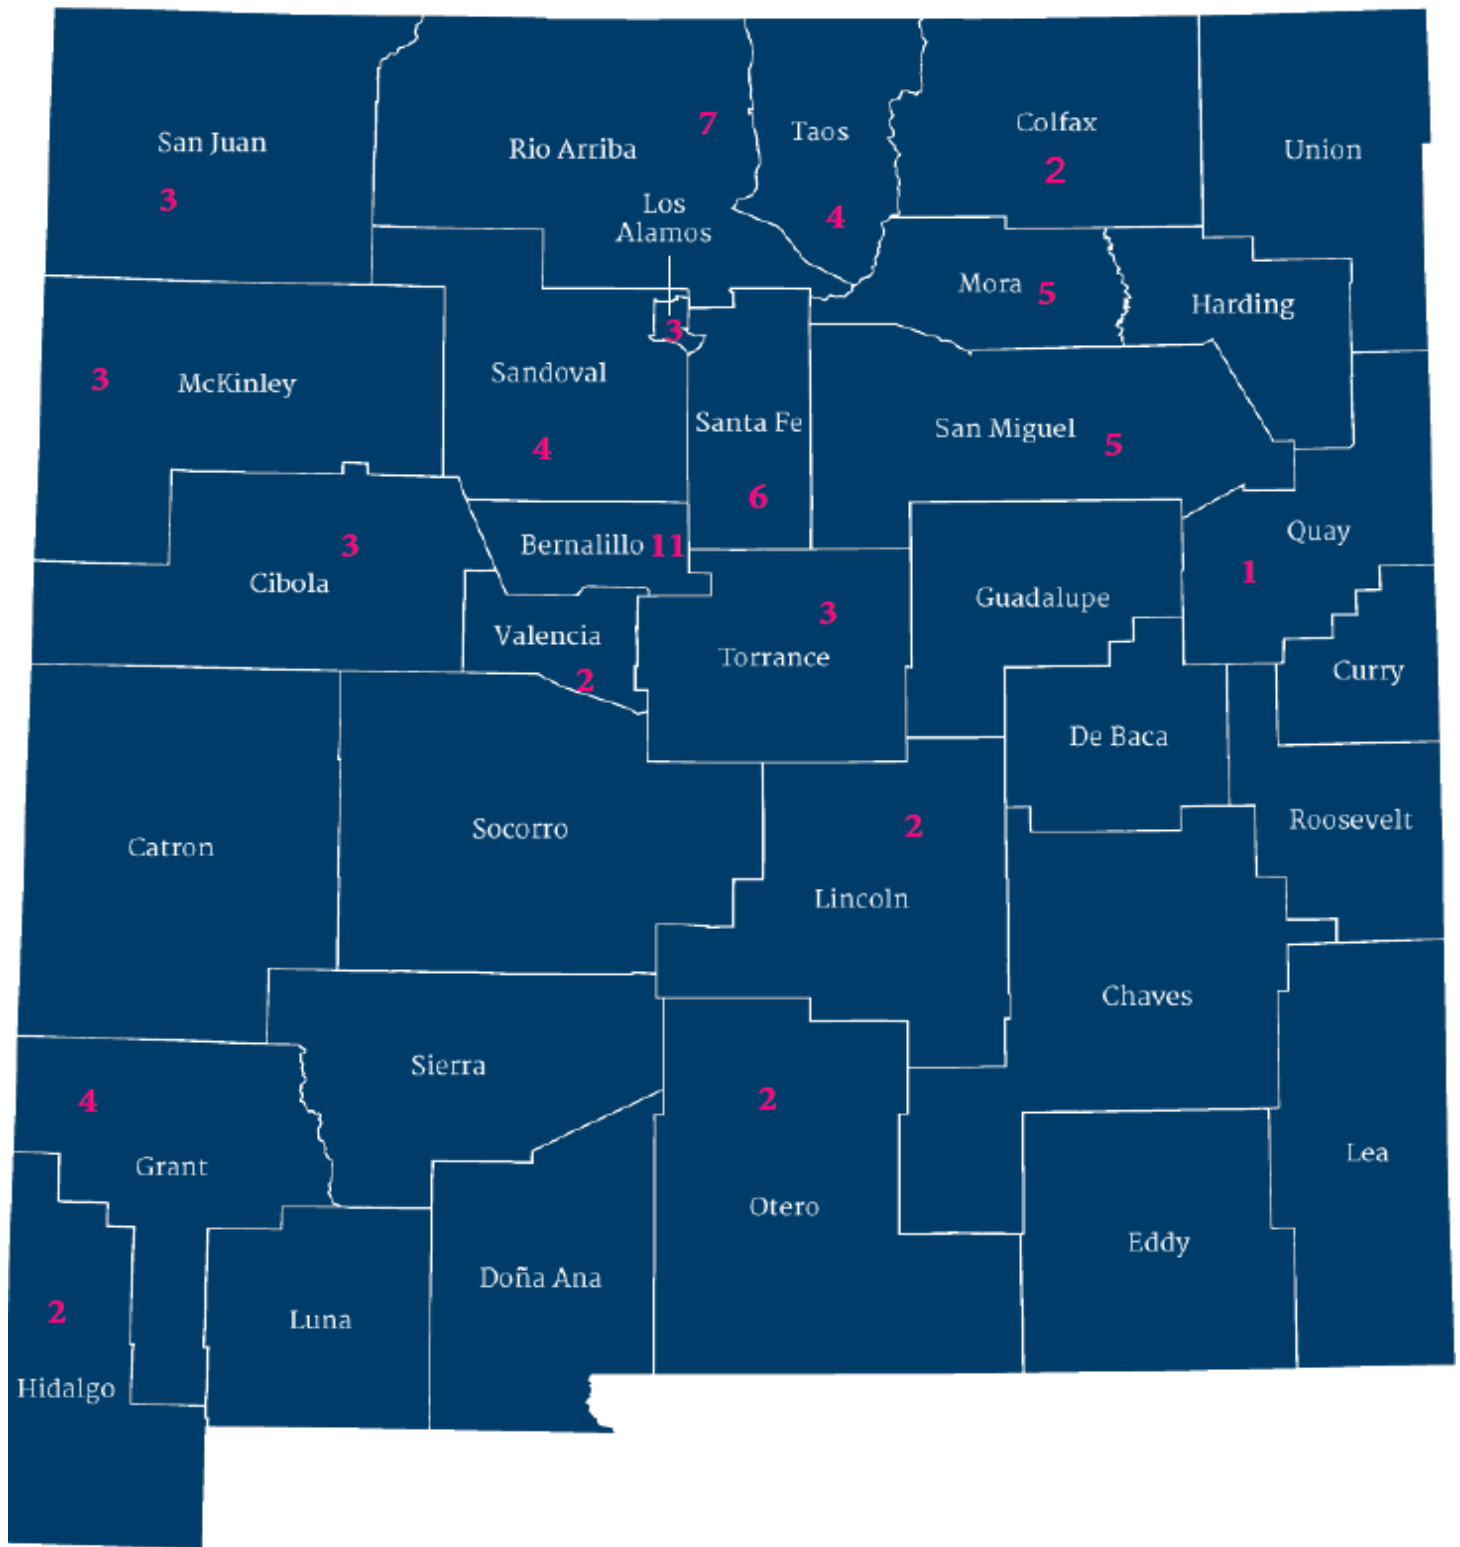 San Juan
3
Rio Arriba
7
Taos
4
Colfax
2
Union
Los
Alamos
3
Mora 5
Harding
3 McKinley
Sandoval
4
Santa Fe
6
San Miguel 5
Quay
1
Cibola
3
Bernalillo 11
Valencia
2
3
Torrance
Guadalupe
Curry
De Baca
Roosevelt
Catron
Socorro
2
Lincoln
Chaves
Sierra
4
Grant
2
Otero
Lea
Eddy
Doña Ana
Luna
2
Hidalgo